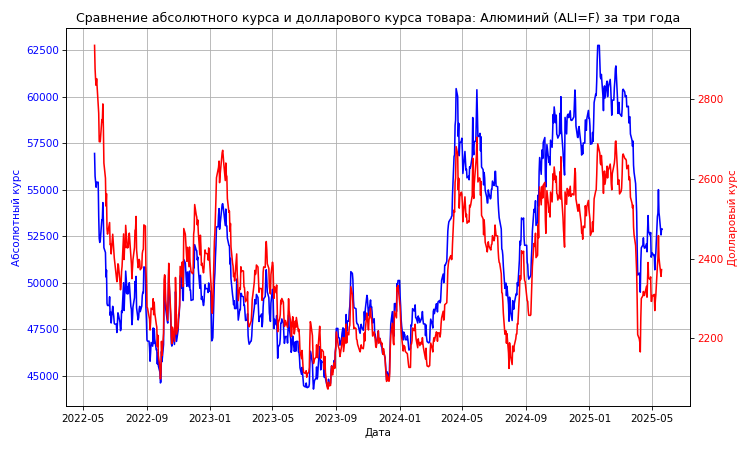 Сравнение абсолютного курса и долларового курса товара: Алюминий (ALI=F) за три года
62500
60000
57500
55000
52500
50000
47500
45000
Абсолютный курс
2800
2600
2400
2200
Долларовый курс
2022-05 2022-09 2023-01 2023-05 2023-09 2024-01 2024-05 2024-09 2025-01 2025-05
Дата